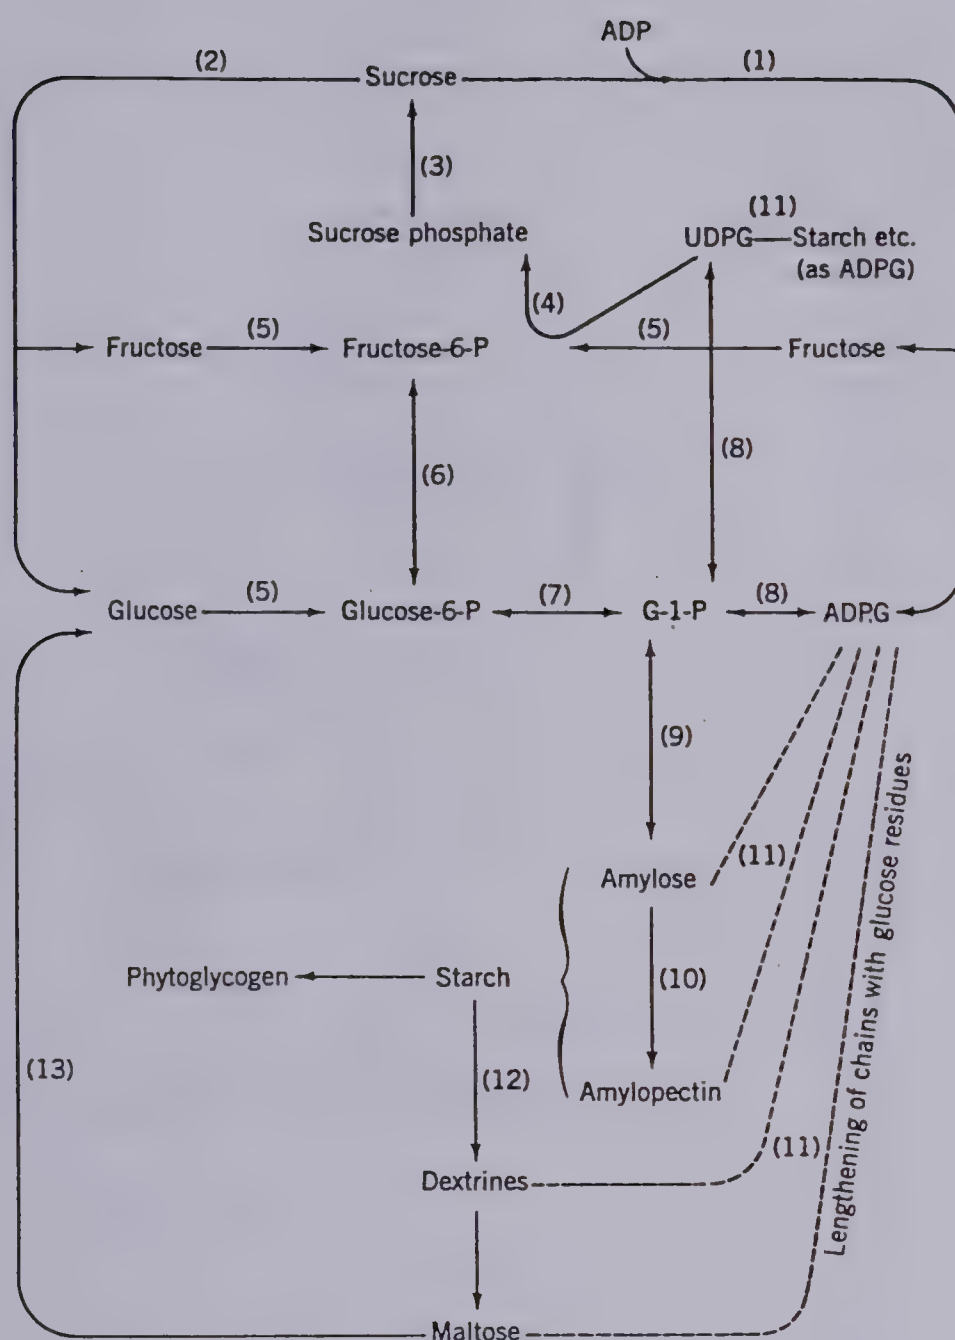 ADP
(2)
Sucrose
(1)
(3)
Sucrose phosphate
(11)
UDPG—Starch etc.
(as ADPG)
(4)
Fructose
(5)
Fructose-6-P
(5)
Fructose
(6)
(8)
Glucose
(5)
Glucose-6-P
(7)
G-1-P
(8)
ADPG
(9)
Amylose
(11)
Lengthening of chains with glucose residues
Phytoglycogen
Starch
(10)
(13)
(12)
Amylopectin
(11)
Dextrines
Maltose